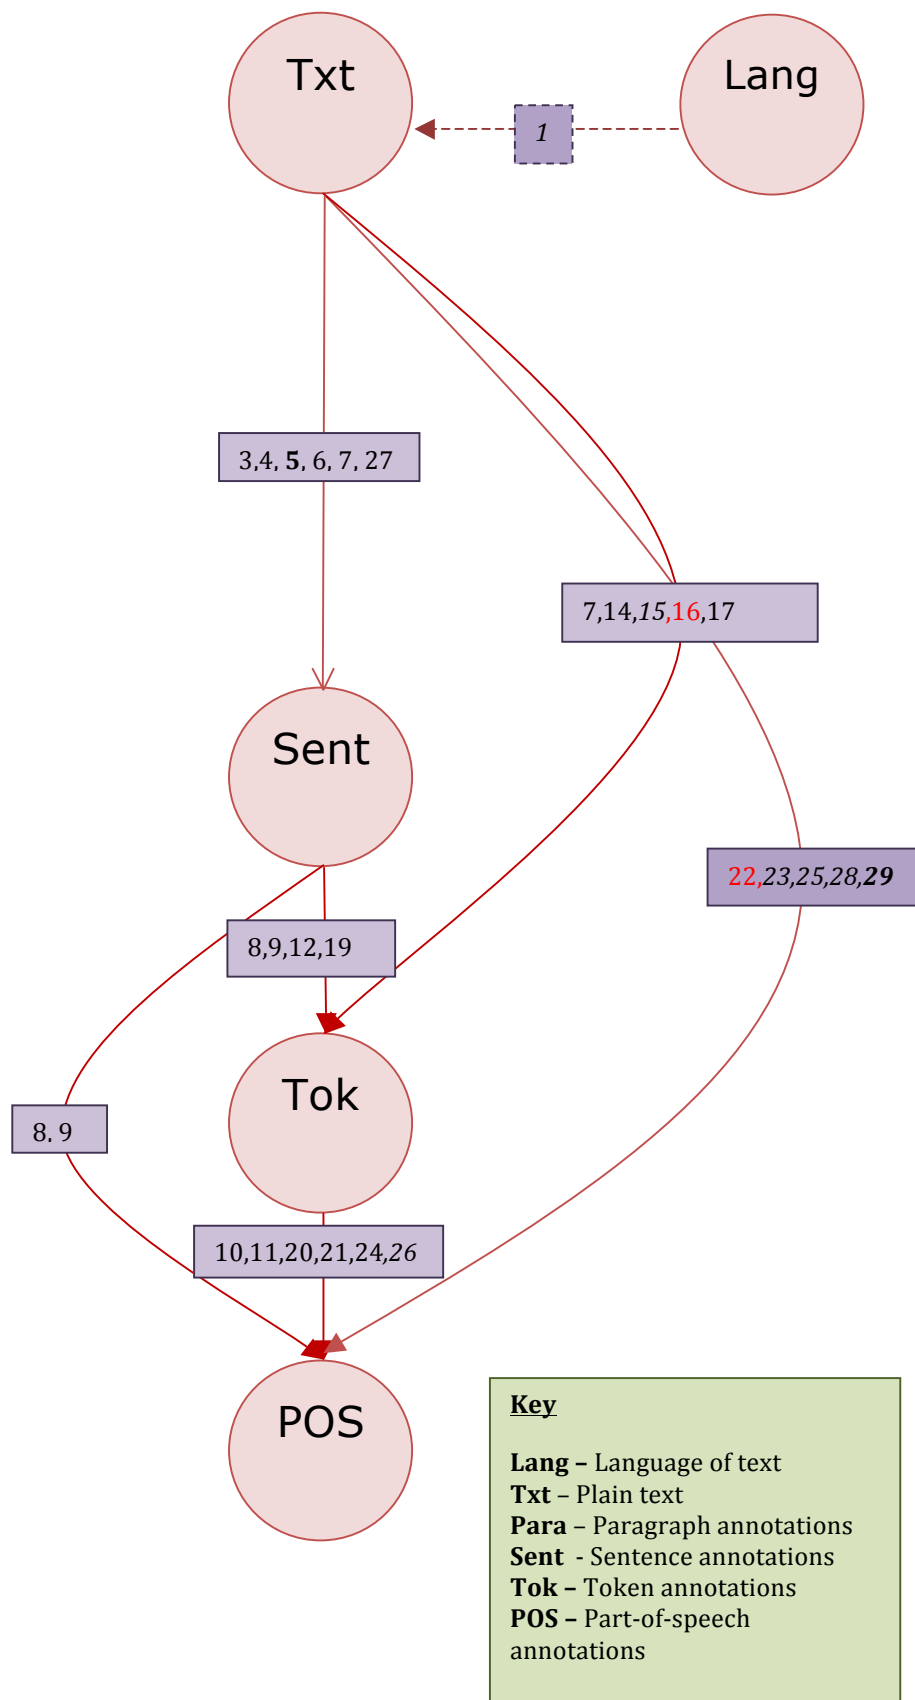 Txt
Lang
1
3,4, 5, 6, 7, 27
7,14,15,16,17
Sent
22,23,25,28,29
8,9,12,19
Tok
8, 9
10,11,20,21,24,26
POS
Key
Lang – Language of text
Txt – Plain text
Para – Paragraph annotations
Sent - Sentence annotations
Tok – Token annotations
POS – Part-of-speech
annotations